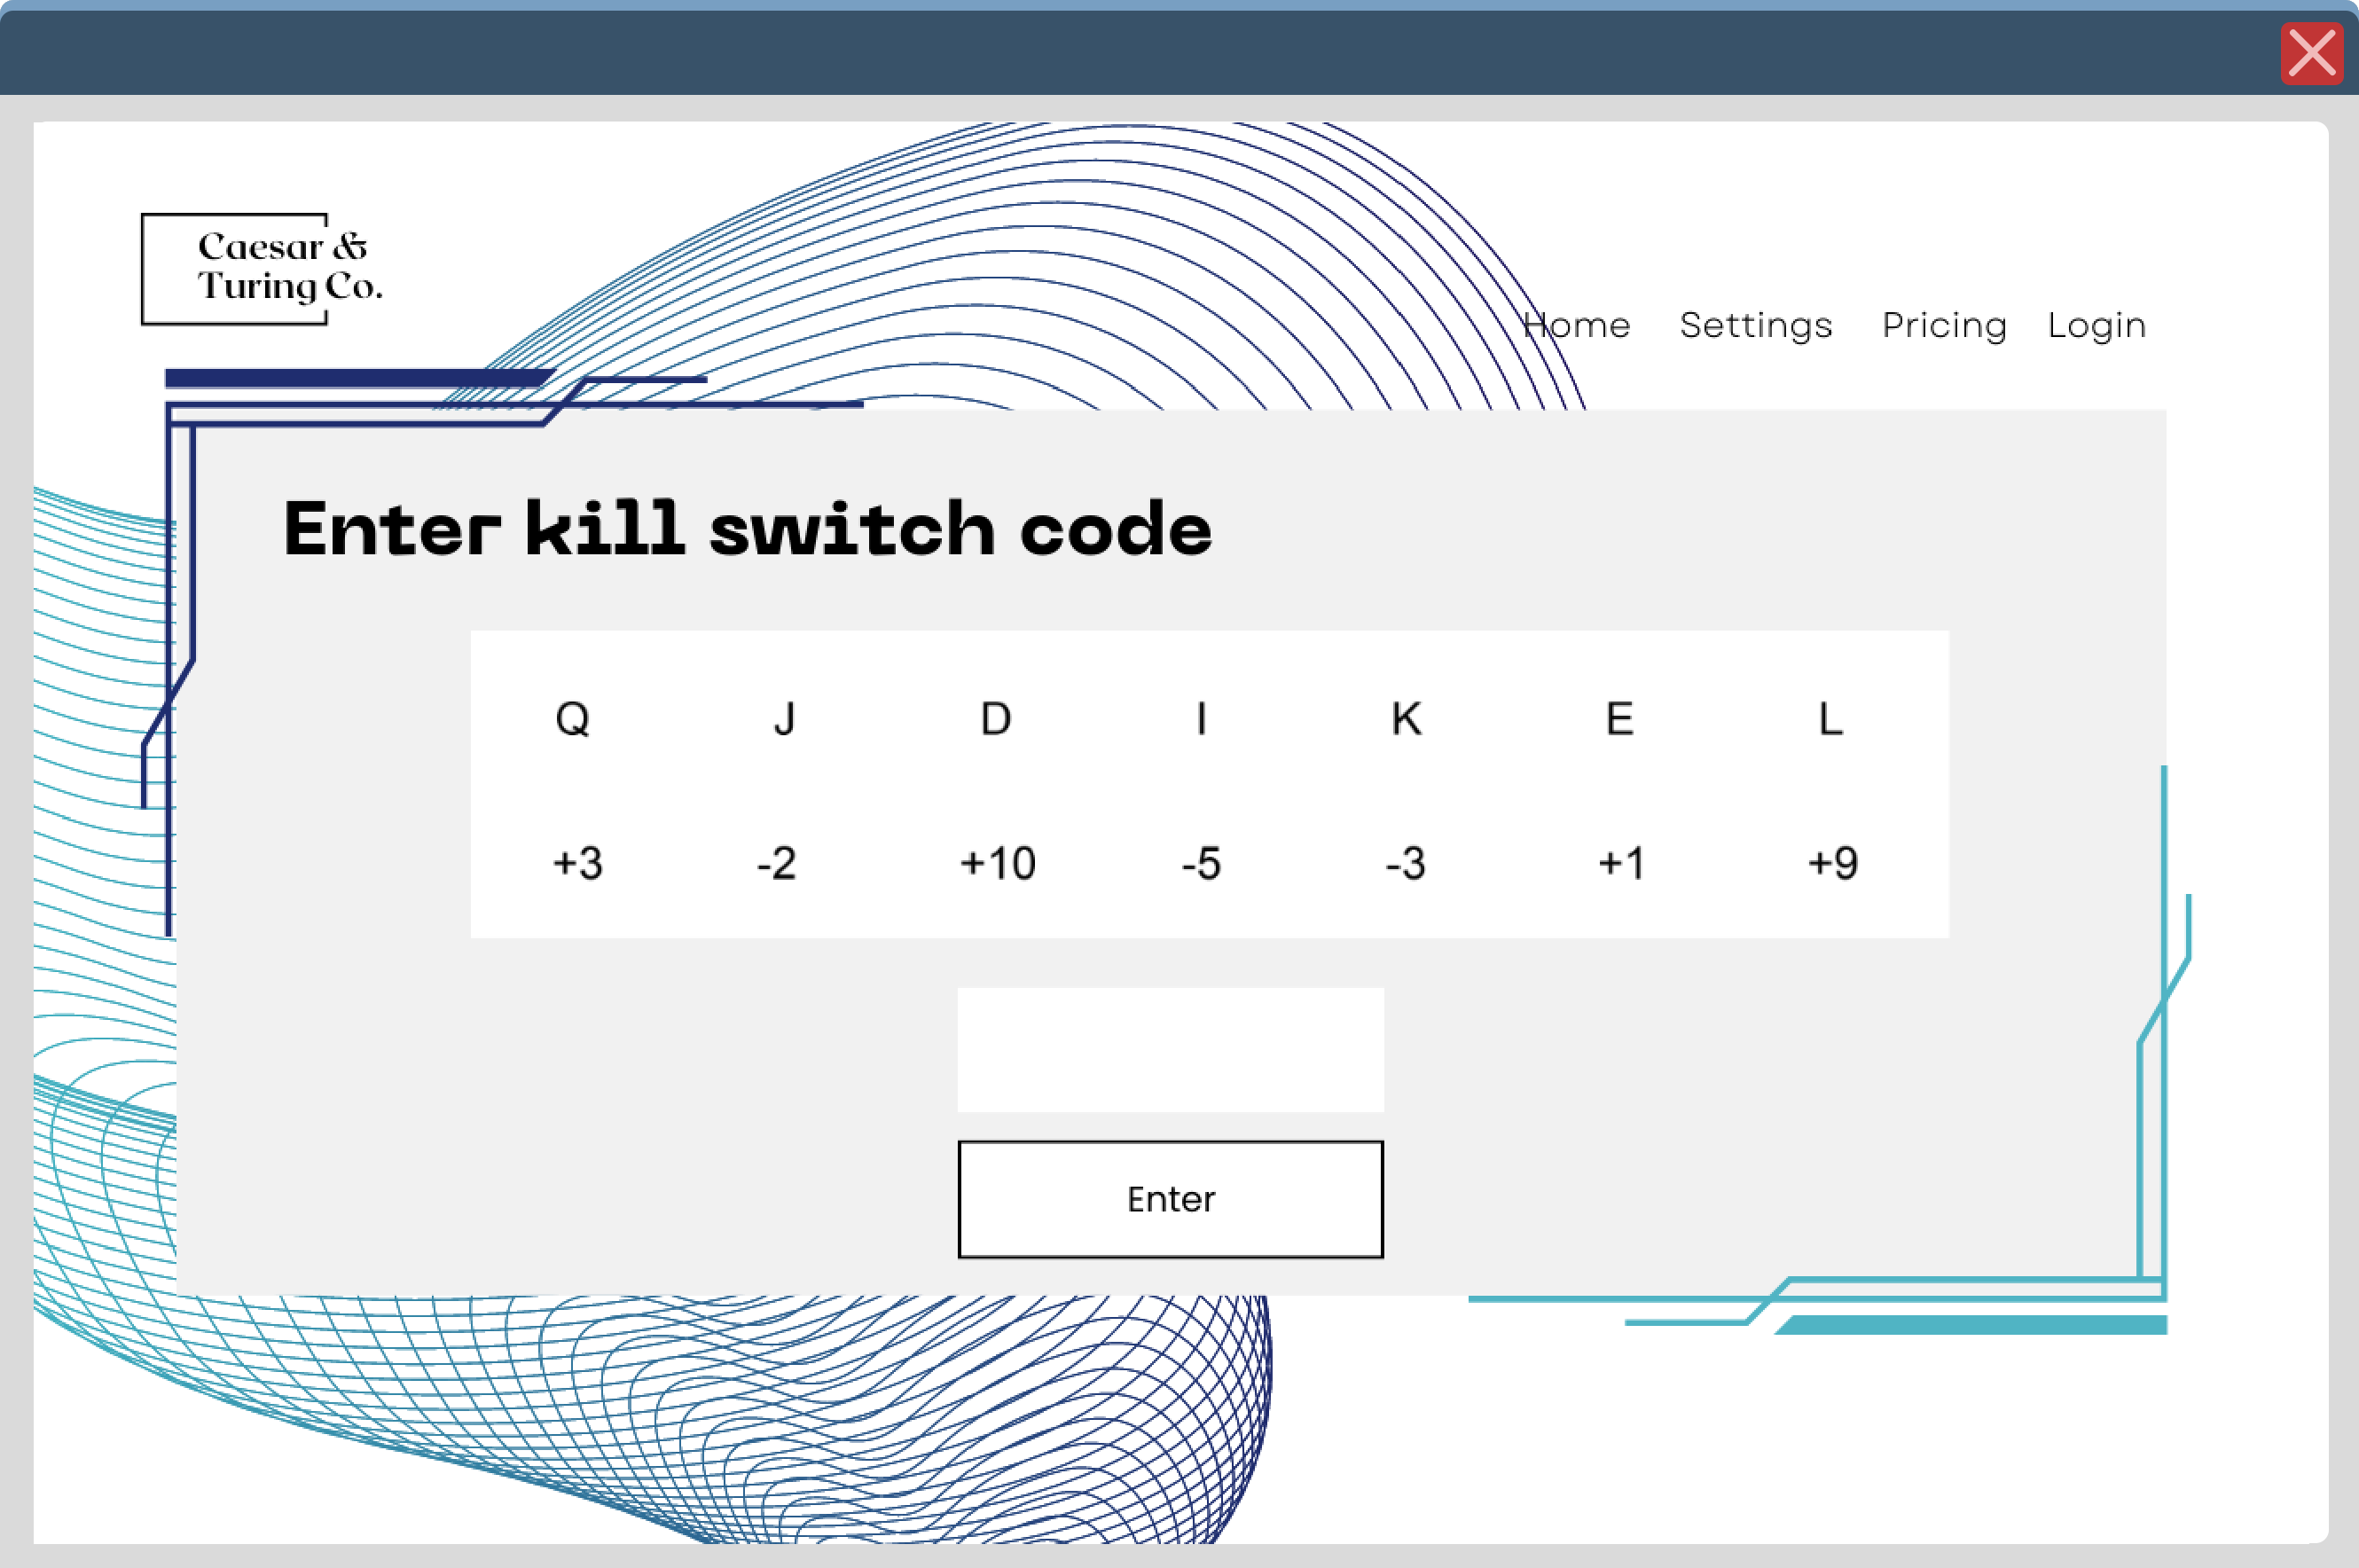 Caesar &
Turing Co.
Home Settings Pricing Login
Enter kill switch code
Q J D I K E L
+3 -2 +10 -5 -3 +1 +9
Enter